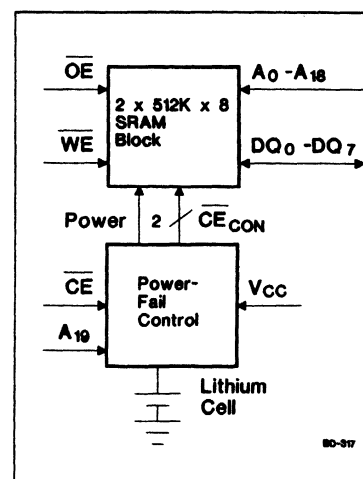 OE
A0 -A18
2 x 512K x 8
SRAM
Block
WE
DQ0 -DQ7
Power
2
CECON
CE
Power-
Fail
Control
VCC
A19
Lithium
Cell
BD-317